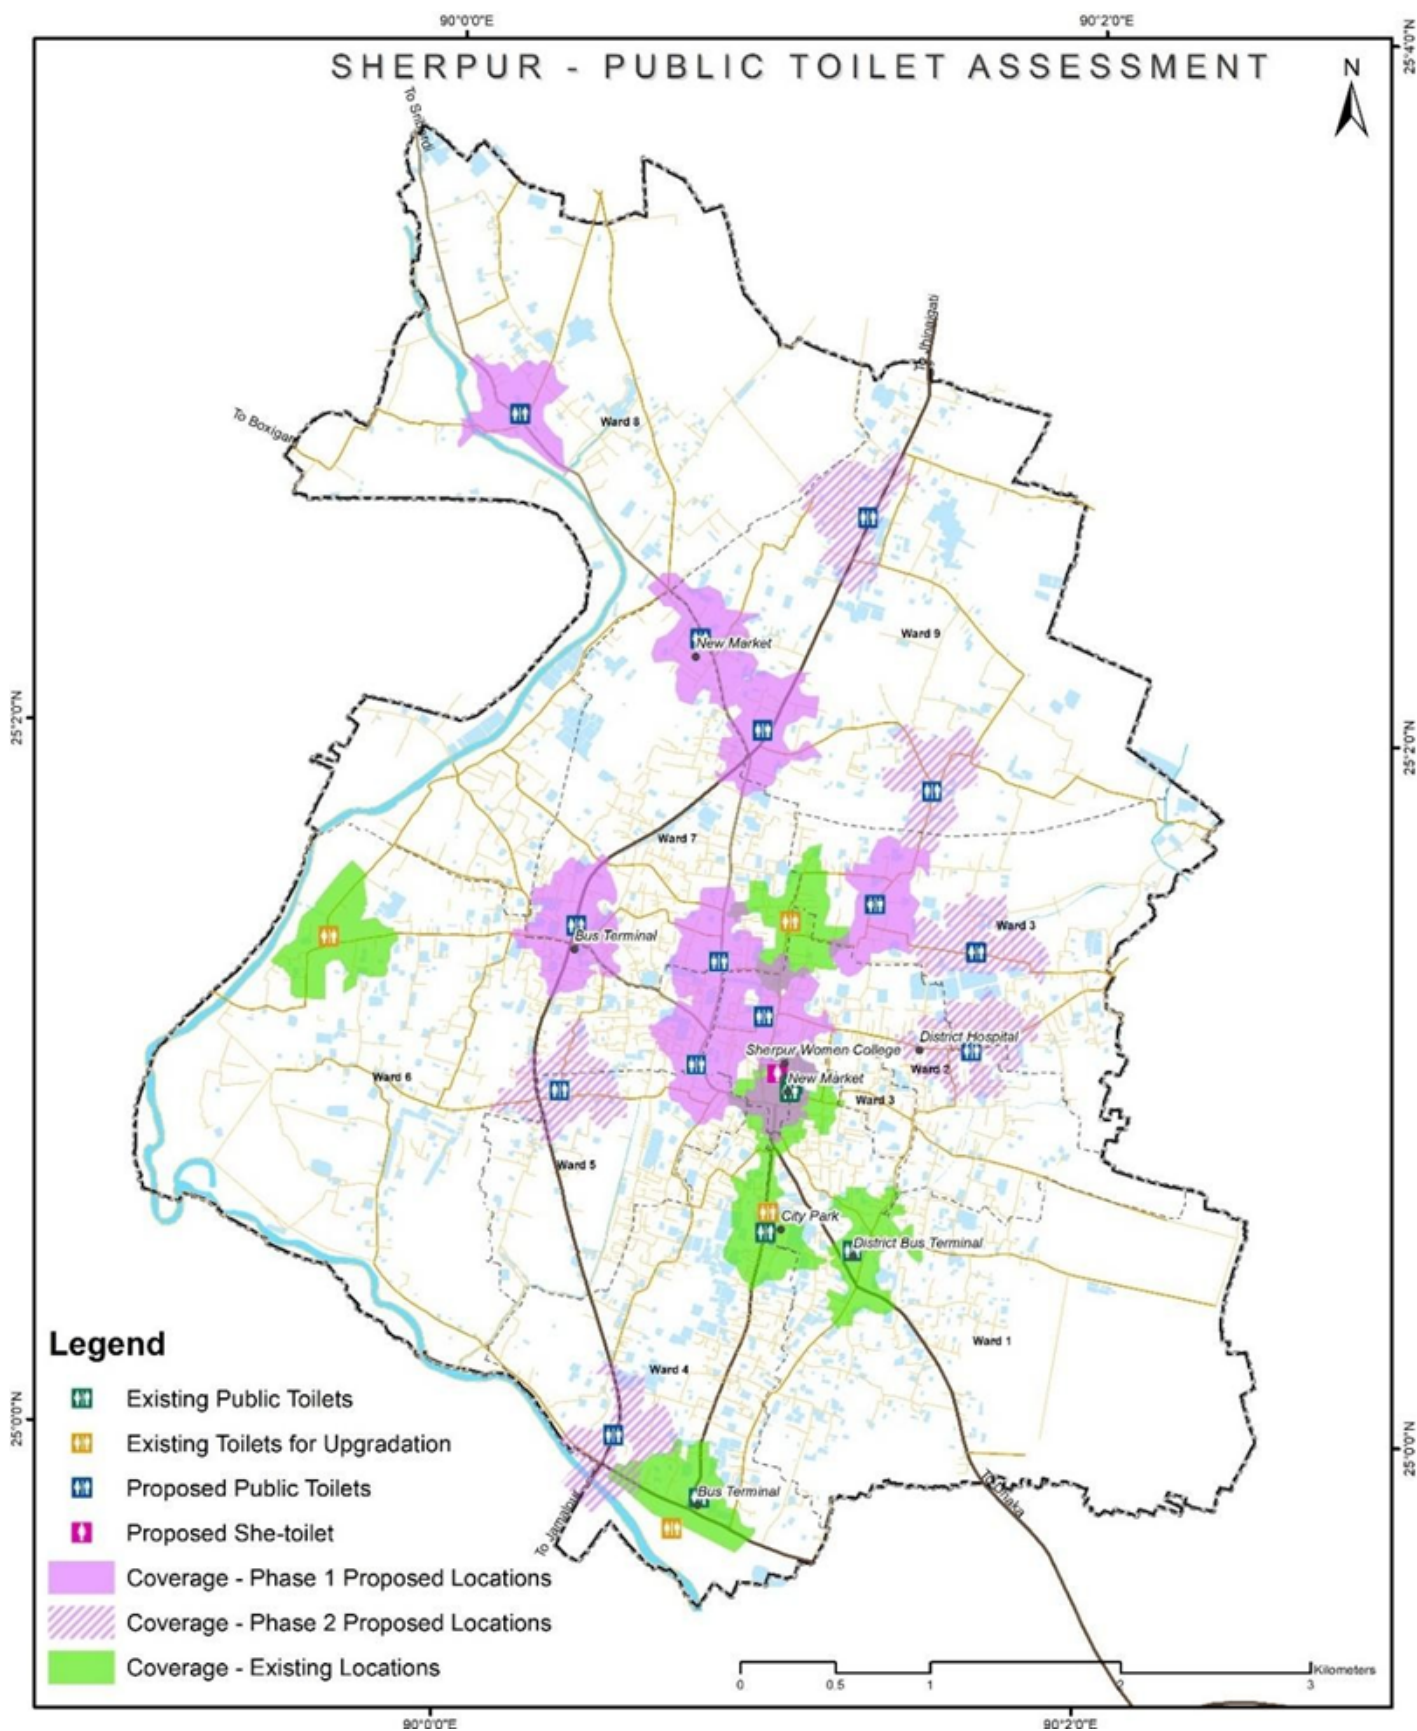 90°0'0"E
90°2'0"E
25°4'0"N
SHERPUR - PUBLIC TOILET ASSESSMENT
N
To Sribordi
To Jhinaigati
To Boxiganj
Ward 8
Ward 9
New Market
25°2'0"N
25°2'0"N
Ward 7
Ward 3
Bus Terminal
District Hospital
Sherpur Women College
Ward 2
New Market
Ward 6
Ward 3
Ward 5
City Park
District Bus Terminal
Ward 1
Ward 4
25°0'0"N
25°0'0"N
Bus Terminal
To Dhaka
To Jamalpur
Legend
Existing Public Toilets
Existing Toilets for Upgradation
Proposed Public Toilets
Proposed She-toilet
Coverage - Phase 1 Proposed Locations
Coverage - Phase 2 Proposed Locations
Coverage - Existing Locations
Kilometers
0 0.5 1 2 3
90°0'0"E
90°2'0"E